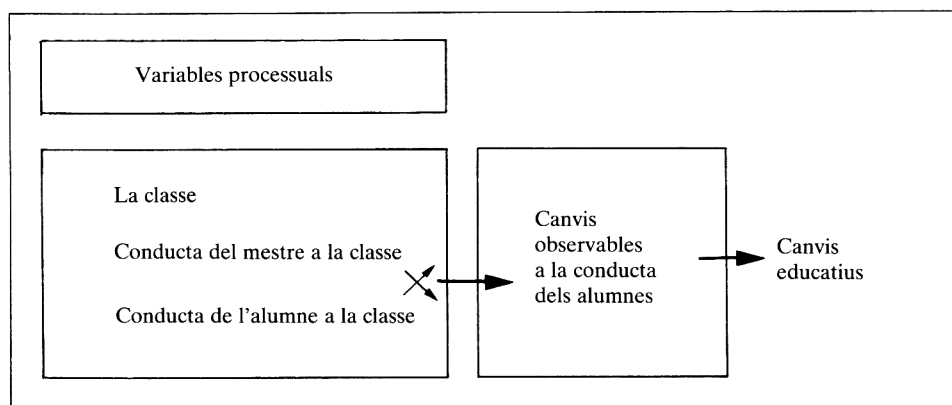 Variables processuals
La classe
Conducta del mestre a la classe
Conducta de l'alumne a la classe
Canvis
observables
a la conducta
dels alumnes
Canvis
educatius